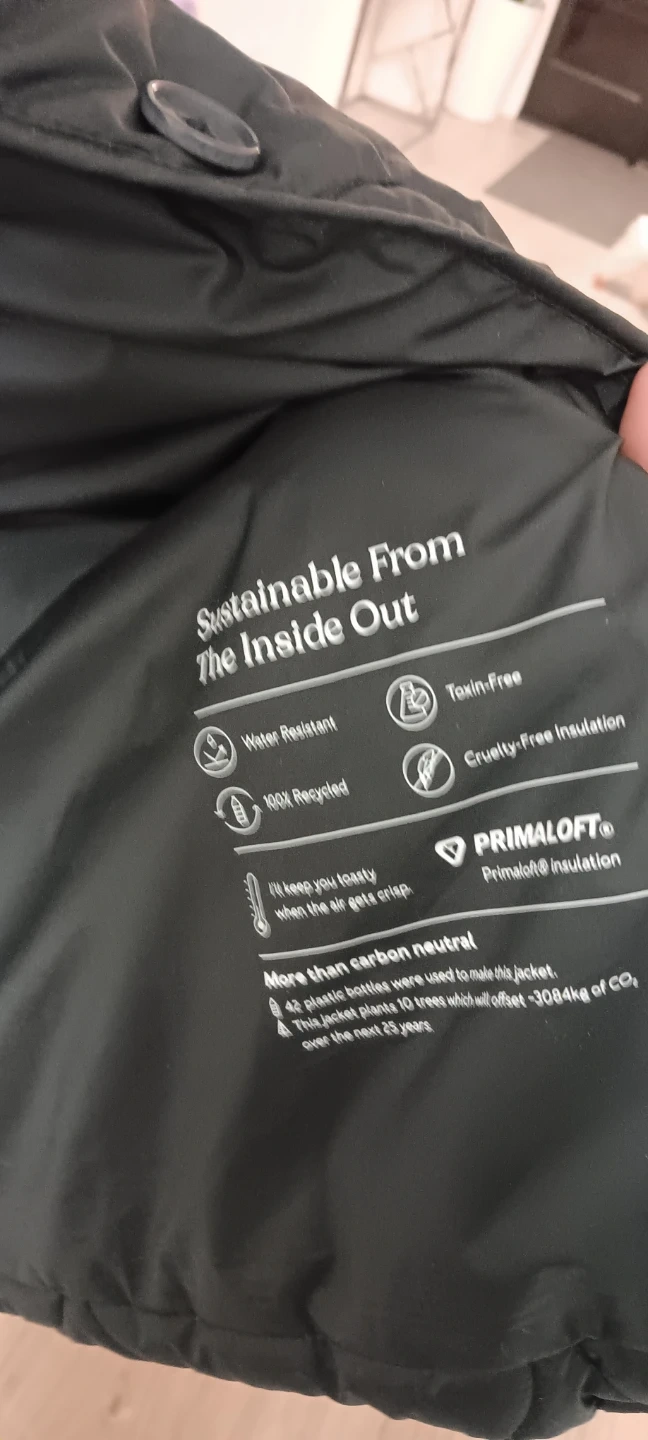 Sustainable From
The Inside Out
Water Resistant
Toxin-Free
100% Recycled
Cruelty-Free Insulation
I'll keep you toasty
when the air gets crisp.
PRIMALOFT®
Primaloft® insulation
More than carbon neutral
42 plastic bottles were used to make this jacket.
This jacket plants 10 trees which will offset ~3084kg of CO₂
over the next 25 years